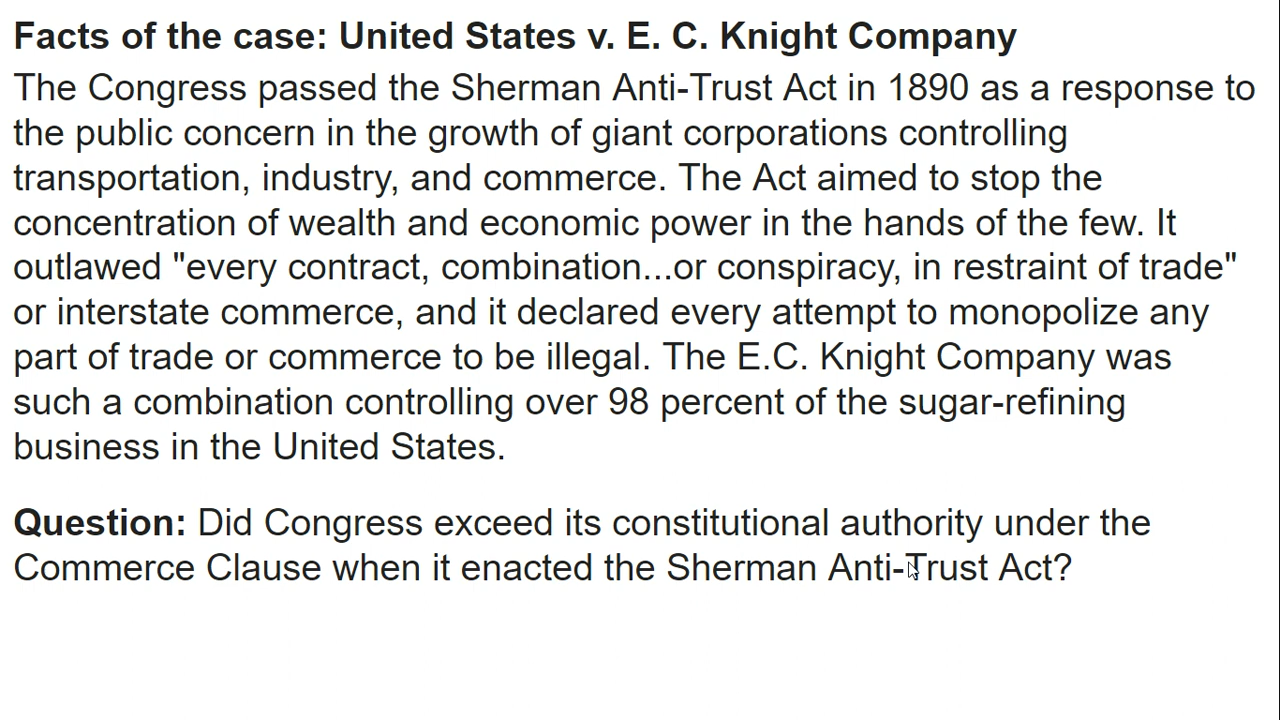 Facts of the case: United States v. E. C. Knight Company
The Congress passed the Sherman Anti-Trust Act in 1890 as a response to
the public concern in the growth of giant corporations controlling
transportation, industry, and commerce. The Act aimed to stop the
concentration of wealth and economic power in the hands of the few. It
outlawed "every contract, combination...or conspiracy, in restraint of trade"
or interstate commerce, and it declared every attempt to monopolize any
part of trade or commerce to be illegal. The E.C. Knight Company was
such a combination controlling over 98 percent of the sugar-refining
business in the United States.
Question: Did Congress exceed its constitutional authority under the
Commerce Clause when it enacted the Sherman Anti-Trust Act?